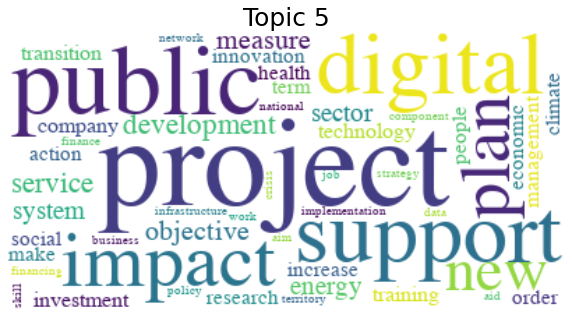 Topic 5
network
measure
transition
innovation
public
digital
health
term
national
sector
component
company
development
technology
people
plan
economic
management
climate
finance
action
project
crisis
job
strategy
service
system
infrastructure
work
implementation
data
social
business
objective
aim
support
make
impact
increase
new
financing
energy
skill
investment
policy
research
territory
training
aid
order